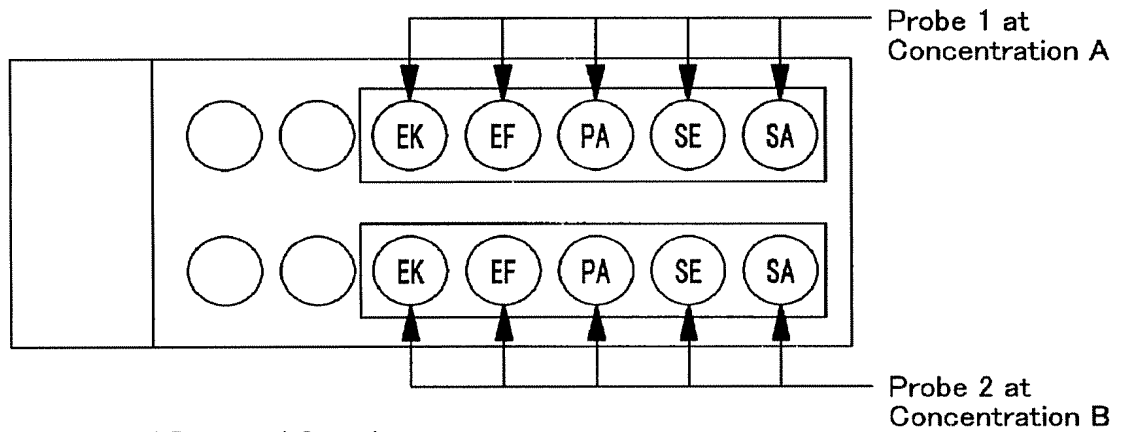 Probe 1 at
Concentration A
EK EF PA SE SA
EK EF PA SE SA
Probe 2 at
Concentration B